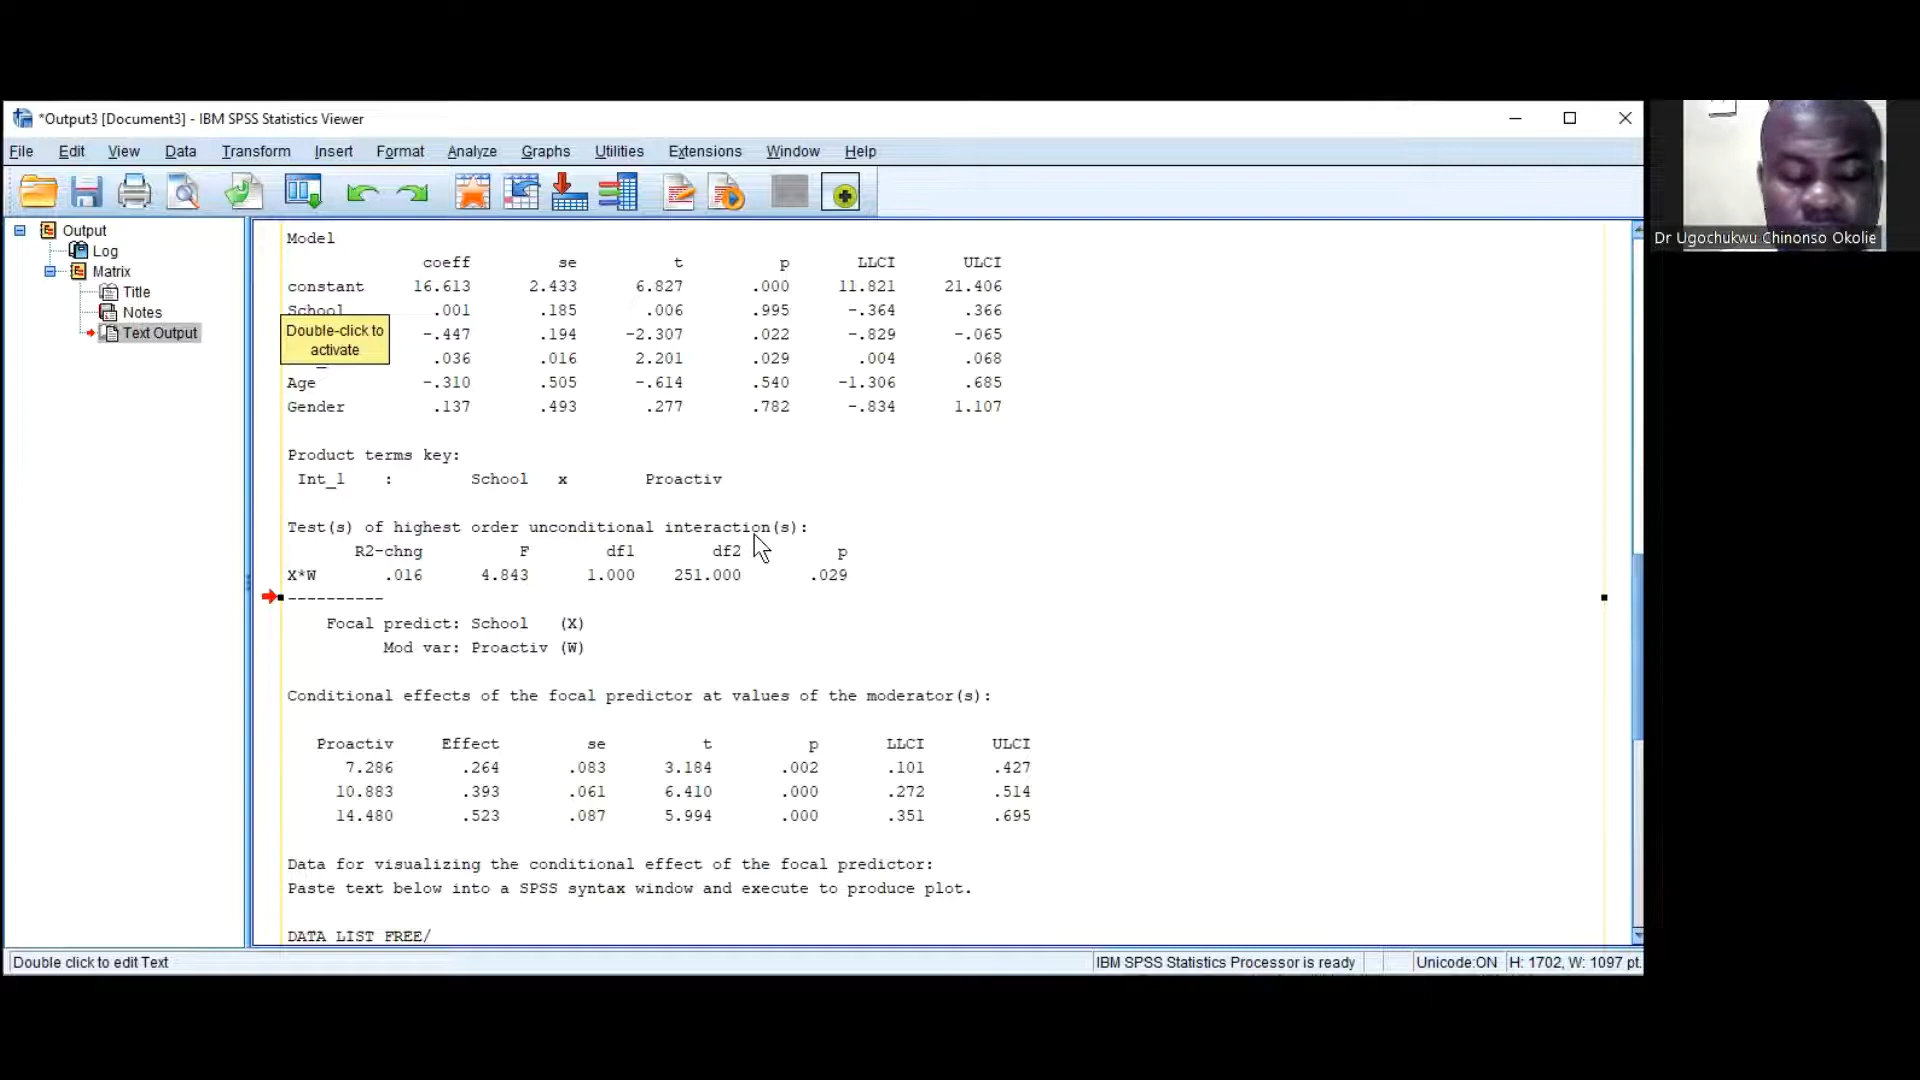 *Output3 [Document3] - IBM SPSS Statistics Viewer
File Edit View Data Transform Insert Format Analyze Graphs Utilities Extensions Window Help
Output
Log
Matrix
Title
Notes
Text Output
Model
coeff se t p LLCI ULCI
constant 16.613 2.433 6.827 .000 11.821 21.406
School .001 .185 .006 .995 -.364 .366
-.447 .194 -2.307 .022 -.829 -.065
.036 .016 2.201 .029 .004 .068
Double-click to
activate
Age -.310 .505 -.614 .540 -1.306 .685
Gender .137 .493 .277 .782 -.834 1.107
Product terms key:
Int_1 : School x Proactiv
Test(s) of highest order unconditional interaction(s):
R2-chng F df1 df2 p
X*W .016 4.843 1.000 251.000 .029
----------
Focal predict: School (X)
Mod var: Proactiv (W)
Conditional effects of the focal predictor at values of the moderator(s):
Proactiv Effect se t p LLCI ULCI
7.286 .264 .083 3.184 .002 .101 .427
10.883 .393 .061 6.410 .000 .272 .514
14.480 .523 .087 5.994 .000 .351 .695
Data for visualizing the conditional effect of the focal predictor:
Paste text below into a SPSS syntax window and execute to produce plot.
DATA LIST FREE/
Double click to edit Text
IBM SPSS Statistics Processor is ready
Unicode:ON
H: 1702, W: 1097 pt.
Dr Ugochukwu Chinonso Okolie